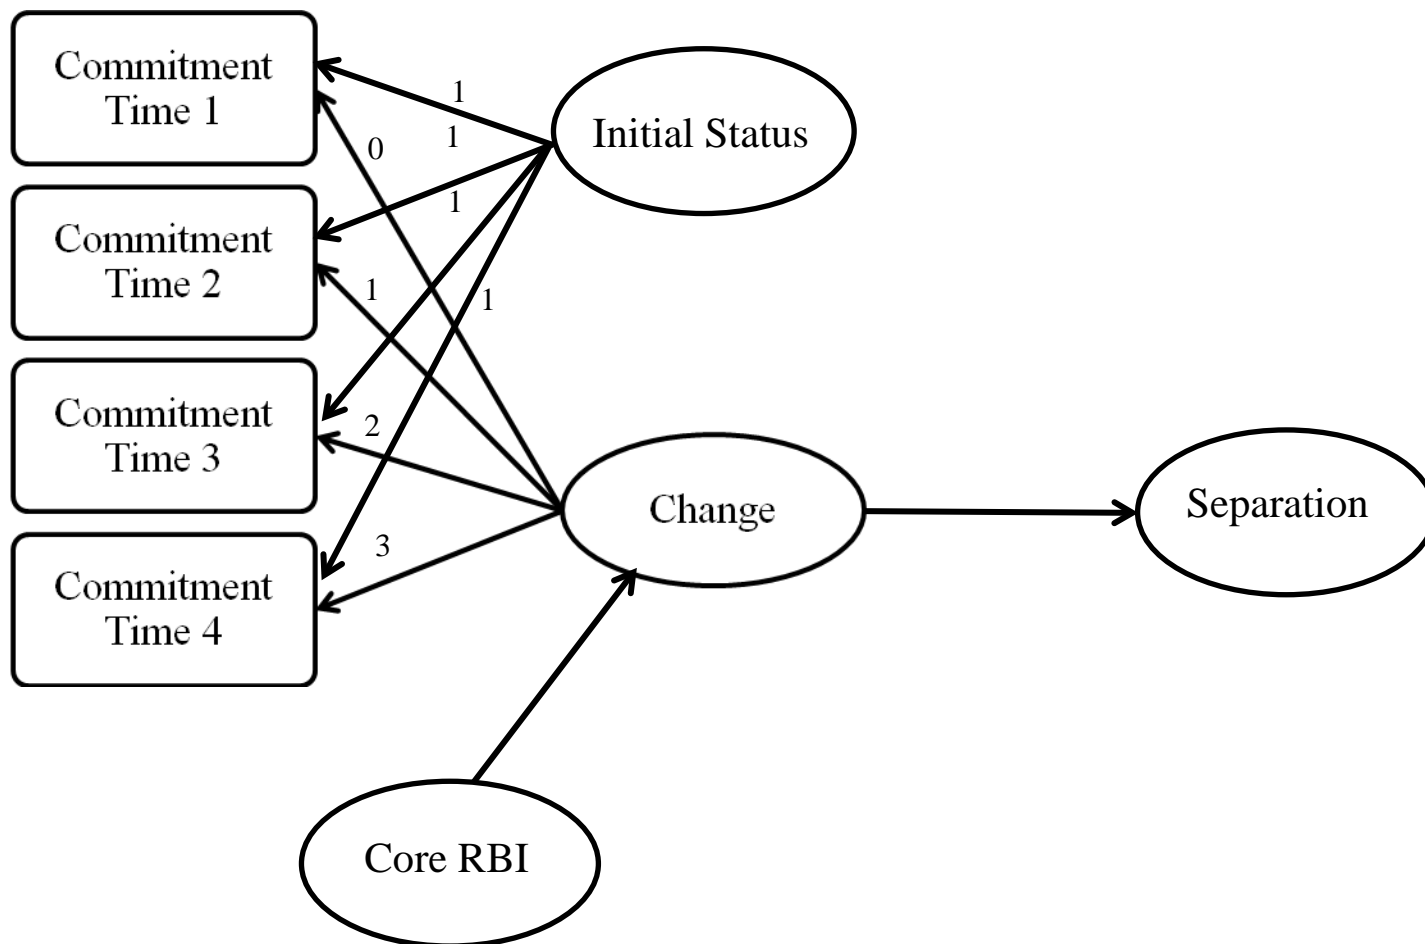 Commitment
Time 1
1
1
0
Initial Status
Commitment
Time 2
1
1
1
Commitment
Time 3
2
Change
Separation
Commitment
Time 4
3
Core RBI